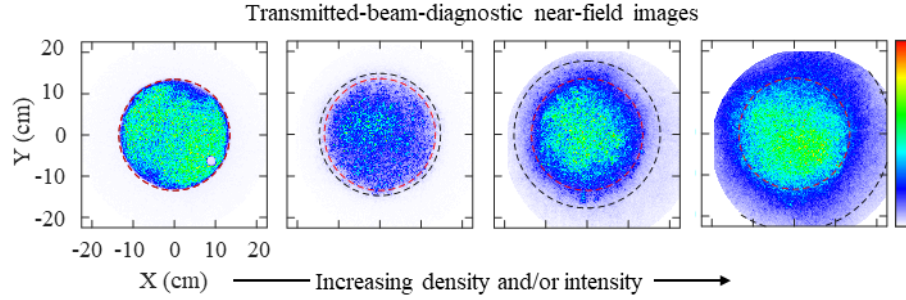 Transmitted-beam-diagnostic near-field images
20
10
0
-10
-20
Y (cm)
-20 -10 0 10 20
X (cm)
Increasing density and/or intensity